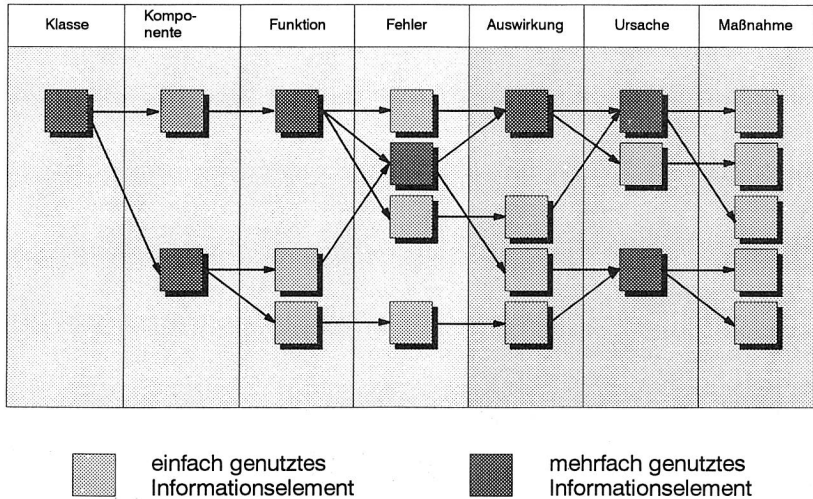 Klasse
Kompo-
nente
Funktion
Fehler
Auswirkung
Ursache
Maßnahme
einfach genutztes
Informationselement
mehrfach genutztes
Informationselement